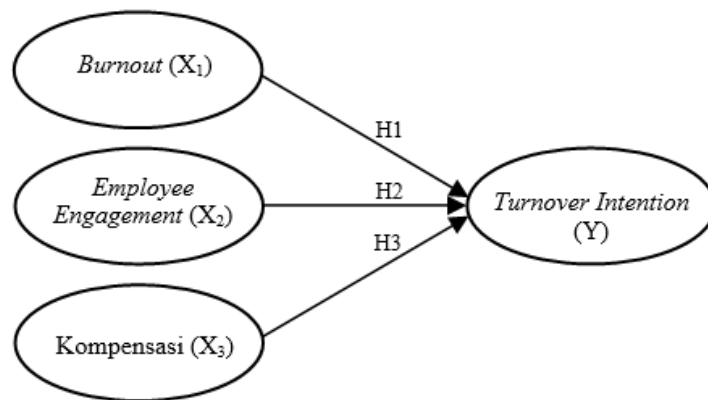 Burnout (X₁)
H1
Employee
Engagement (X₂)
H2
Turnover Intention
(Y)
H3
Kompensasi (X₃)